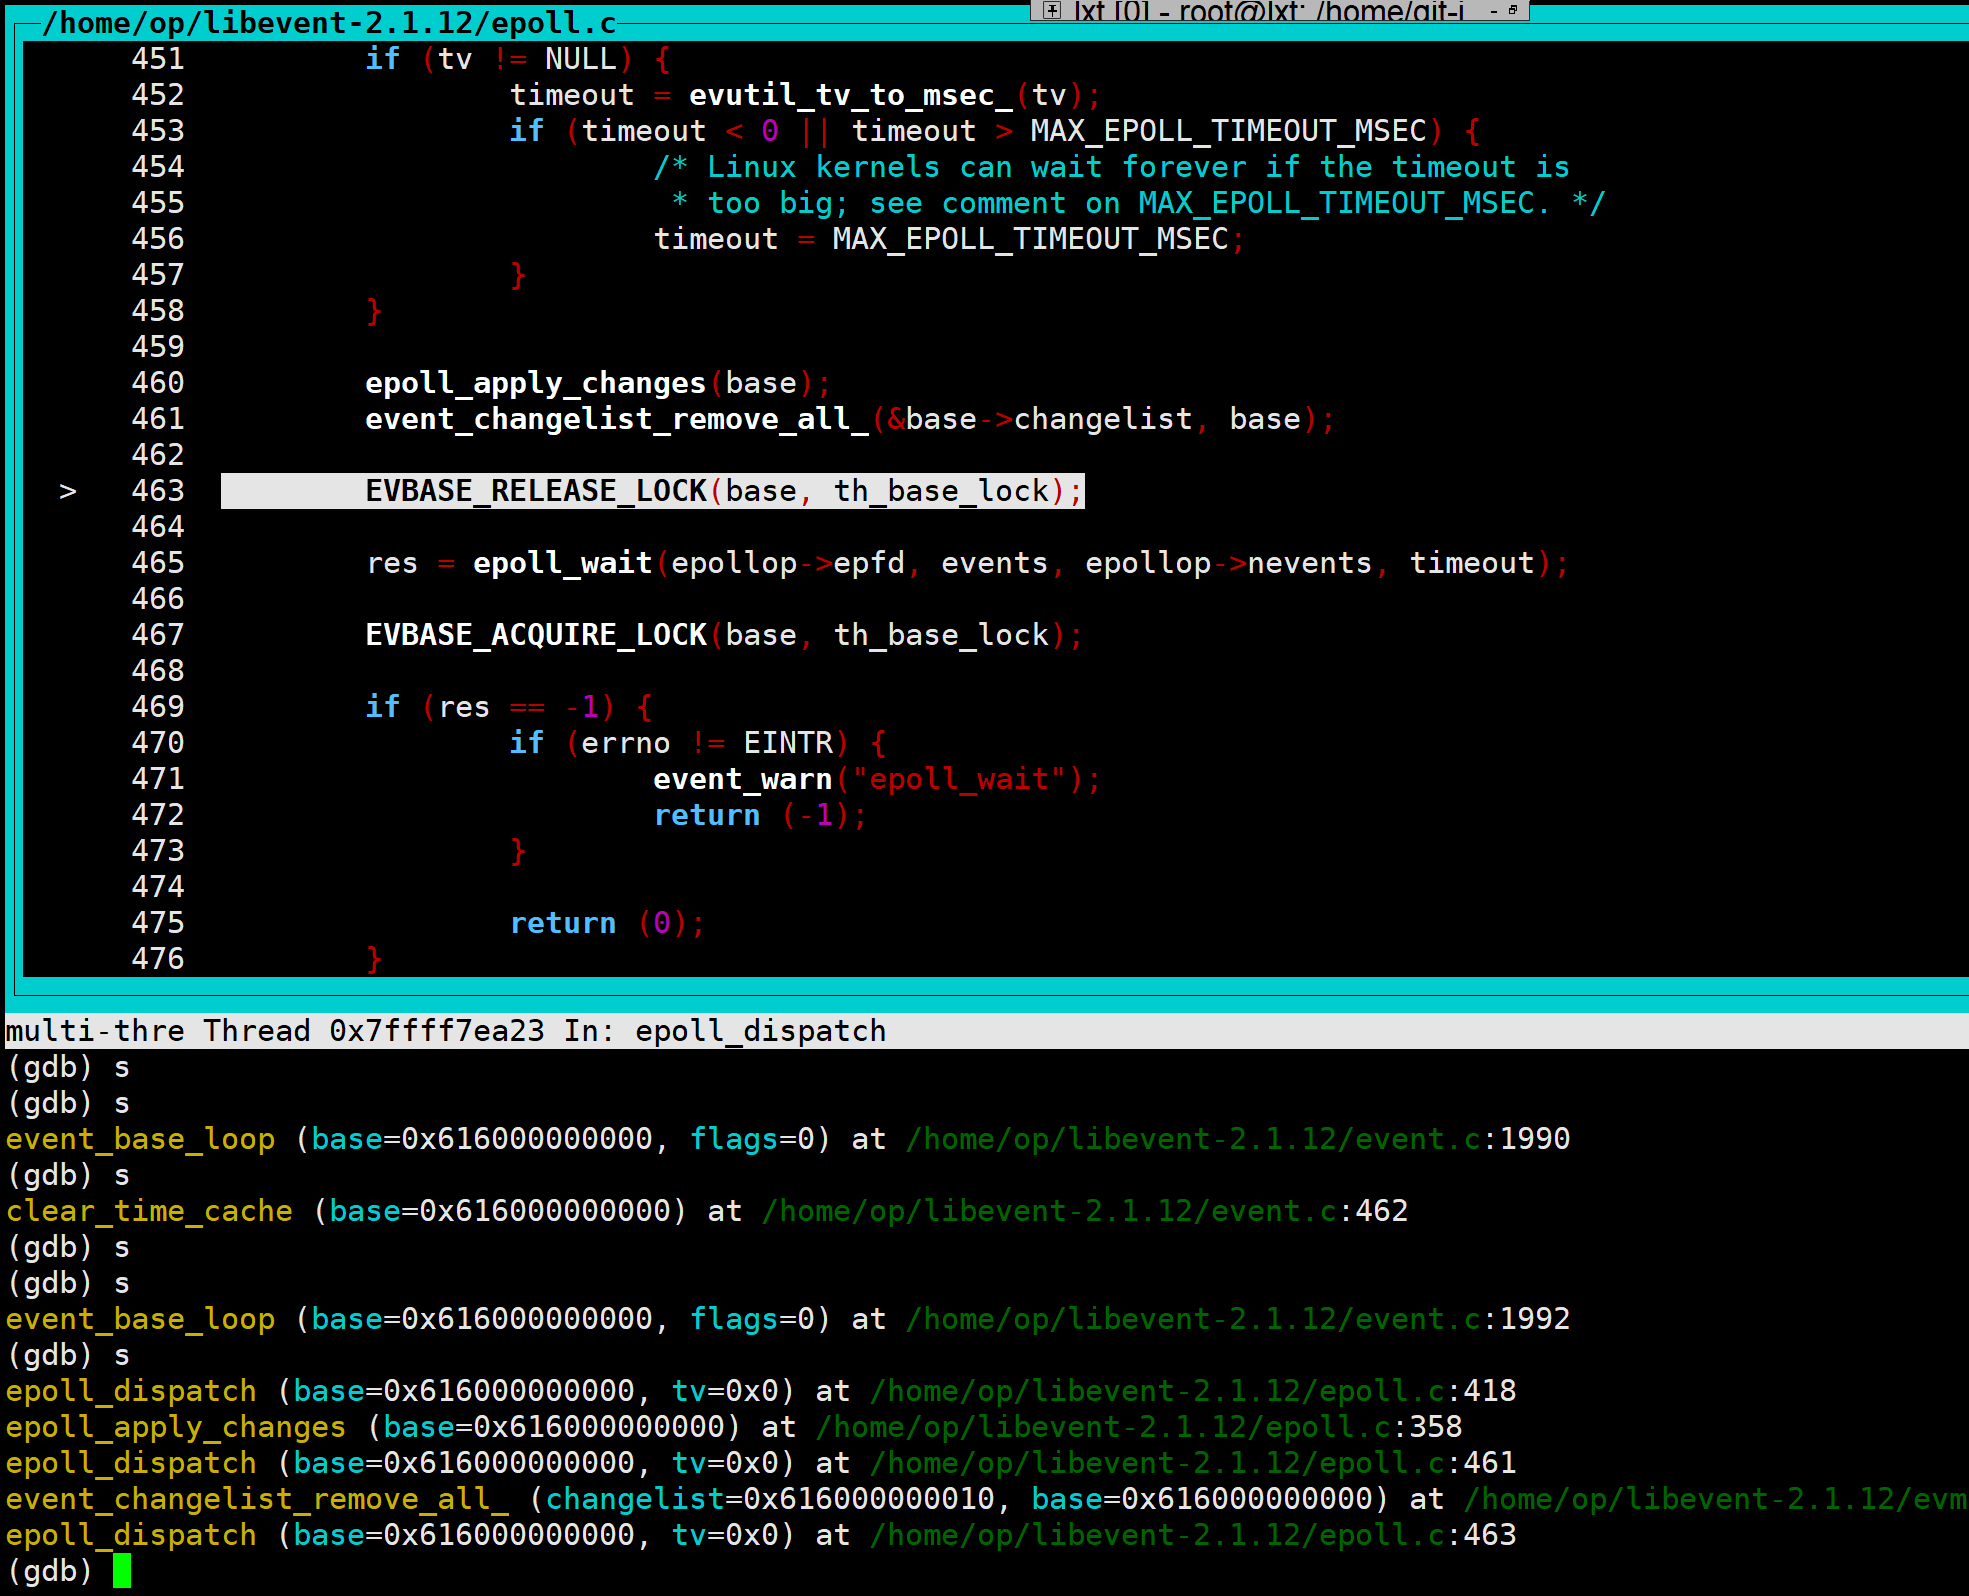 /home/op/libevent-2.1.12/epoll.c
lxt [0] - root@lxt: /home/git-i
451 if (tv != NULL) {
452 timeout = evutil_tv_to_msec_(tv);
453 if (timeout < 0 || timeout > MAX_EPOLL_TIMEOUT_MSEC) {
454 /* Linux kernels can wait forever if the timeout is
455 * too big; see comment on MAX_EPOLL_TIMEOUT_MSEC. */
456 timeout = MAX_EPOLL_TIMEOUT_MSEC;
457 }
458 }
459
460 epoll_apply_changes(base);
461 event_changelist_remove_all_(&base->changelist, base);
462
> 463 EVBASE_RELEASE_LOCK(base, th_base_lock);
464
465 res = epoll_wait(epollop->epfd, events, epollop->nevents, timeout);
466
467 EVBASE_ACQUIRE_LOCK(base, th_base_lock);
468
469 if (res == -1) {
470 if (errno != EINTR) {
471 event_warn("epoll_wait");
472 return (-1);
473 }
474
475 return (0);
476 }
multi-thre Thread 0x7ffff7ea23 In: epoll_dispatch
(gdb) s
(gdb) s
event_base_loop (base=0x616000000000, flags=0) at /home/op/libevent-2.1.12/event.c:1990
(gdb) s
clear_time_cache (base=0x616000000000) at /home/op/libevent-2.1.12/event.c:462
(gdb) s
(gdb) s
event_base_loop (base=0x616000000000, flags=0) at /home/op/libevent-2.1.12/event.c:1992
(gdb) s
epoll_dispatch (base=0x616000000000, tv=0x0) at /home/op/libevent-2.1.12/epoll.c:418
epoll_apply_changes (base=0x616000000000) at /home/op/libevent-2.1.12/epoll.c:358
epoll_dispatch (base=0x616000000000, tv=0x0) at /home/op/libevent-2.1.12/epoll.c:461
event_changelist_remove_all_ (changelist=0x616000000010, base=0x616000000000) at /home/op/libevent-2.1.12/evm
epoll_dispatch (base=0x616000000000, tv=0x0) at /home/op/libevent-2.1.12/epoll.c:463
(gdb)